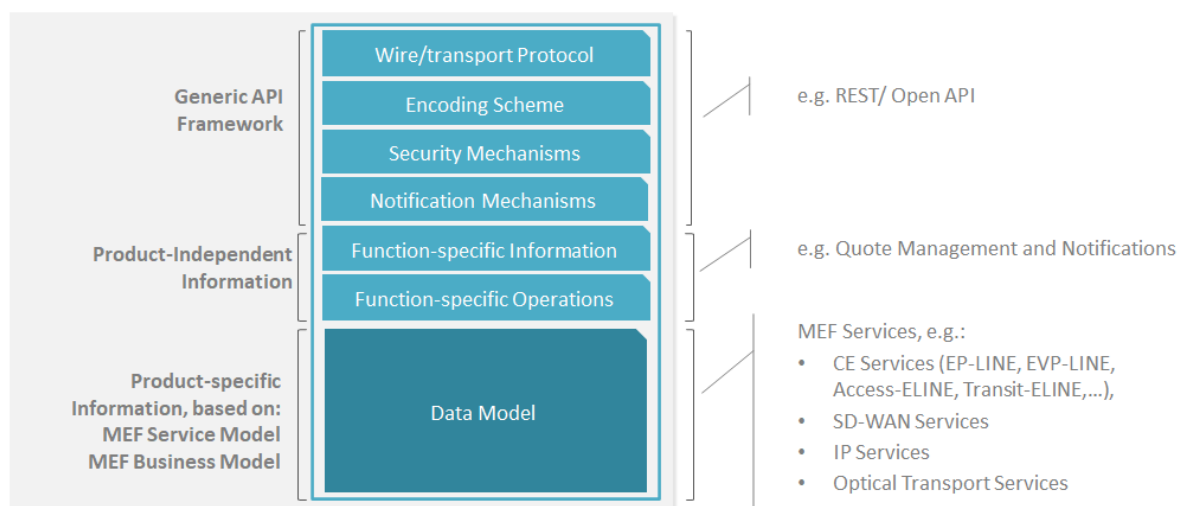 Generic API
Framework
Wire/transport Protocol
Encoding Scheme
Security Mechanisms
Notification Mechanisms
e.g. REST/ Open API
Product-Independent
Information
Function-specific Information
Function-specific Operations
e.g. Quote Management and Notifications
Product-specific
Information, based on:
MEF Service Model
MEF Business Model
Data Model
MEF Services, e.g.:
• CE Services (EP-LINE, EVP-LINE,
Access-ELINE, Transit-ELINE,...),
• SD-WAN Services
• IP Services
• Optical Transport Services